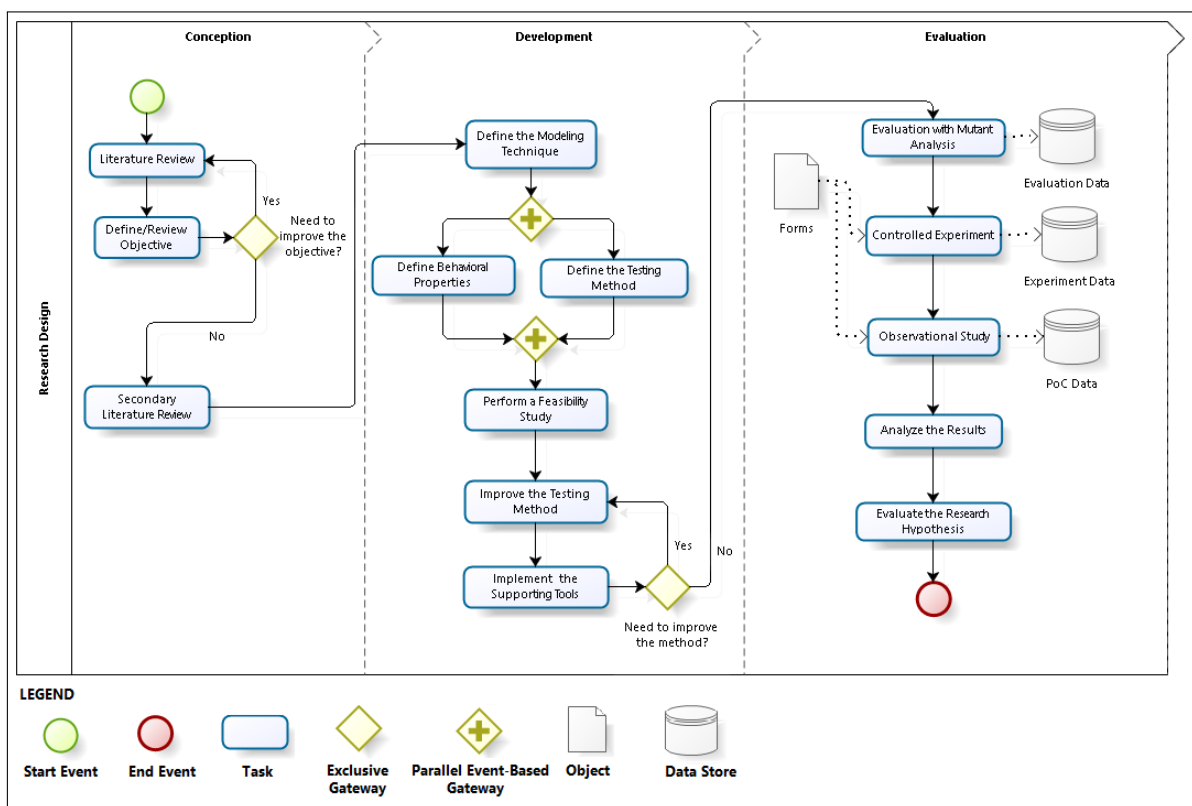 Conception
Development
Evaluation
Research Design
Literature Review
Define/Review
Objective
Yes
Need to
improve the
objective?
No
Secondary
Literature Review
Define the Modeling
Technique
Define Behavioral
Properties
Define the Testing
Method
Perform a Feasibility
Study
Improve the Testing
Method
Implement the
Supporting Tools
Yes
No
Need to improve
the method?
Evaluation with Mutant
Analysis
Evaluation Data
Forms
Controlled Experiment
Experiment Data
Observational Study
PoC Data
Analyze the Results
Evaluate the Research
Hypothesis
LEGEND
Start Event
End Event
Task
Exclusive
Gateway
Parallel Event-Based
Gateway
Object
Data Store